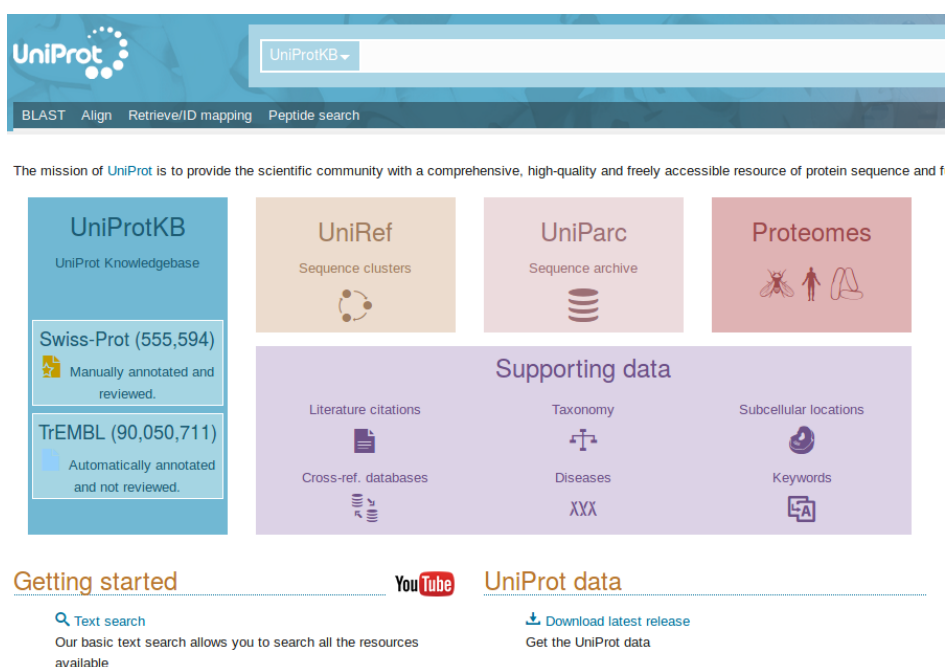 UniProt
UniProtKB
BLAST Align Retrieve/ID mapping Peptide search
The mission of UniProt is to provide the scientific community with a comprehensive, high-quality and freely accessible resource of protein sequence and
UniProtKB
UniProt Knowledgebase
Swiss-Prot (555,594)
Manually annotated and
reviewed.
TrEMBL (90,050,711)
Automatically annotated
and not reviewed.
UniRef
Sequence clusters
UniParc
Sequence archive
Proteomes
Supporting data
Literature citations
Taxonomy
Subcellular locations
Cross-ref. databases
Diseases
Keywords
Getting started
YouTube
Text search
Our basic text search allows you to search all the resources
available
UniProt data
Download latest release
Get the UniProt data